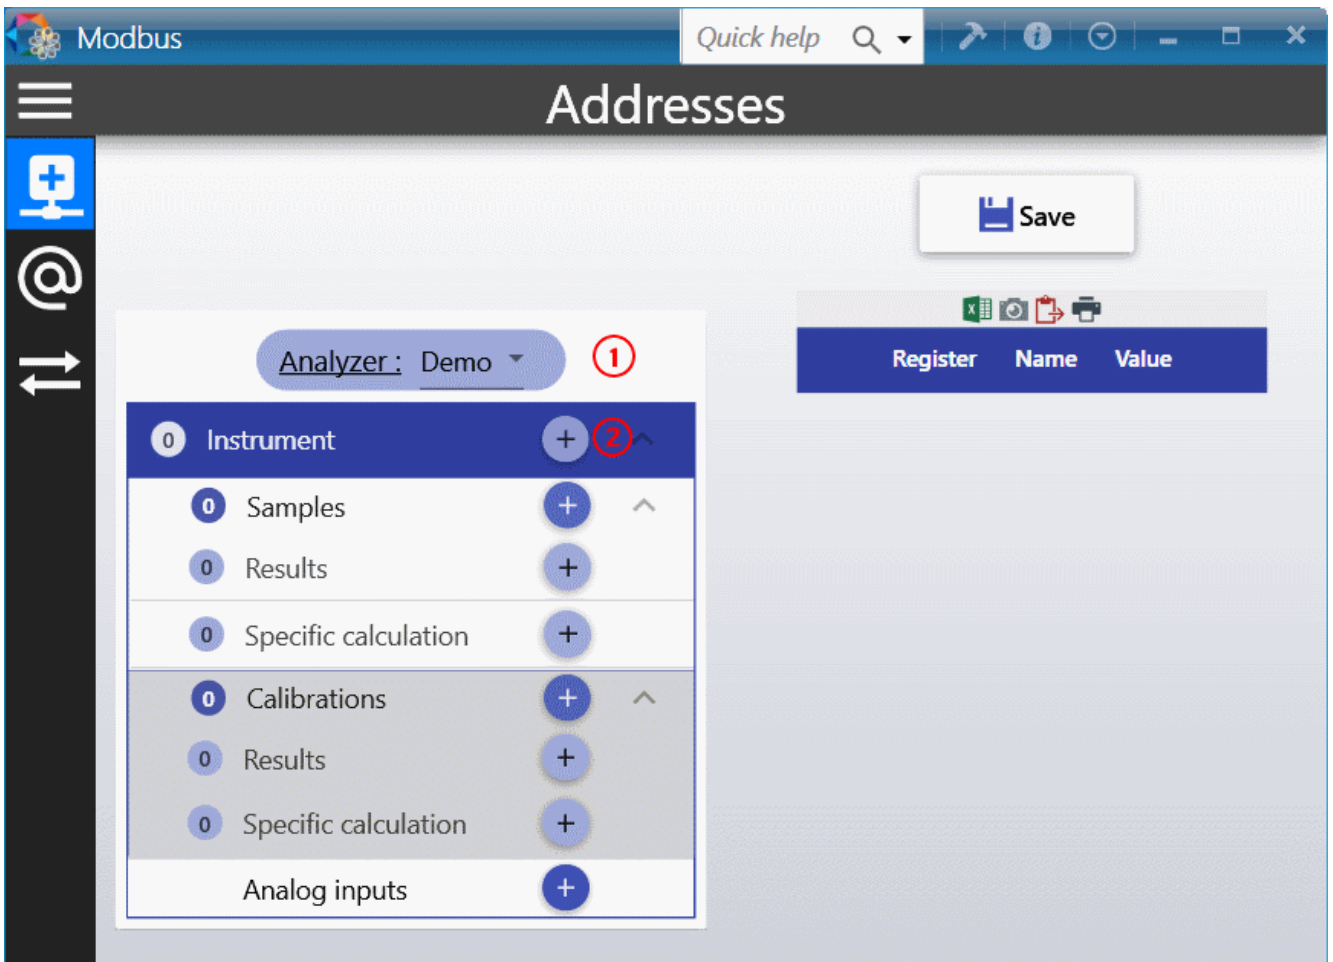 Modbus
Quick help
Addresses
Save
Analyzer : Demo
1
Register Name Value
0 Instrument + 2
0 Samples +
0 Results +
0 Specific calculation +
0 Calibrations +
0 Results +
0 Specific calculation +
Analog inputs +